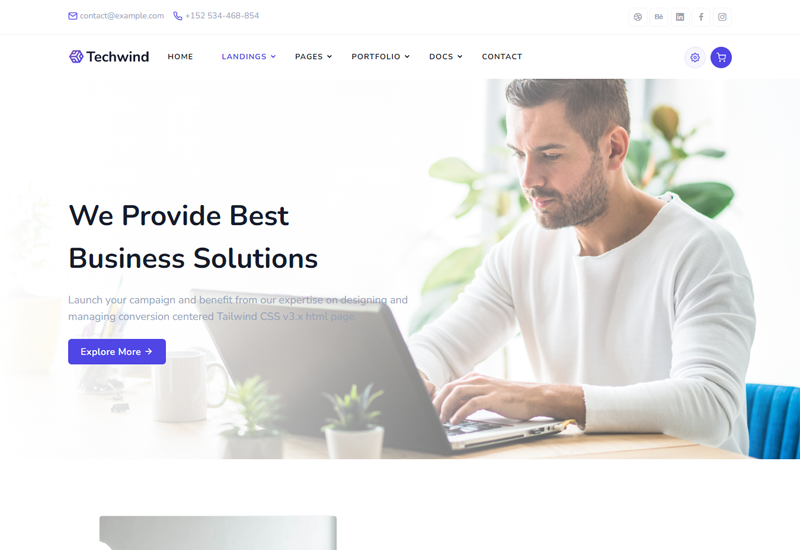 contact@example.com +152 534-468-854
Techwind HOME LANDINGS PAGES PORTFOLIO DOCS CONTACT
We Provide Best
Business Solutions
Launch your campaign and benefit from our expertise on designing and
managing conversion centered Tailwind CSS v3.x html page.
Explore More